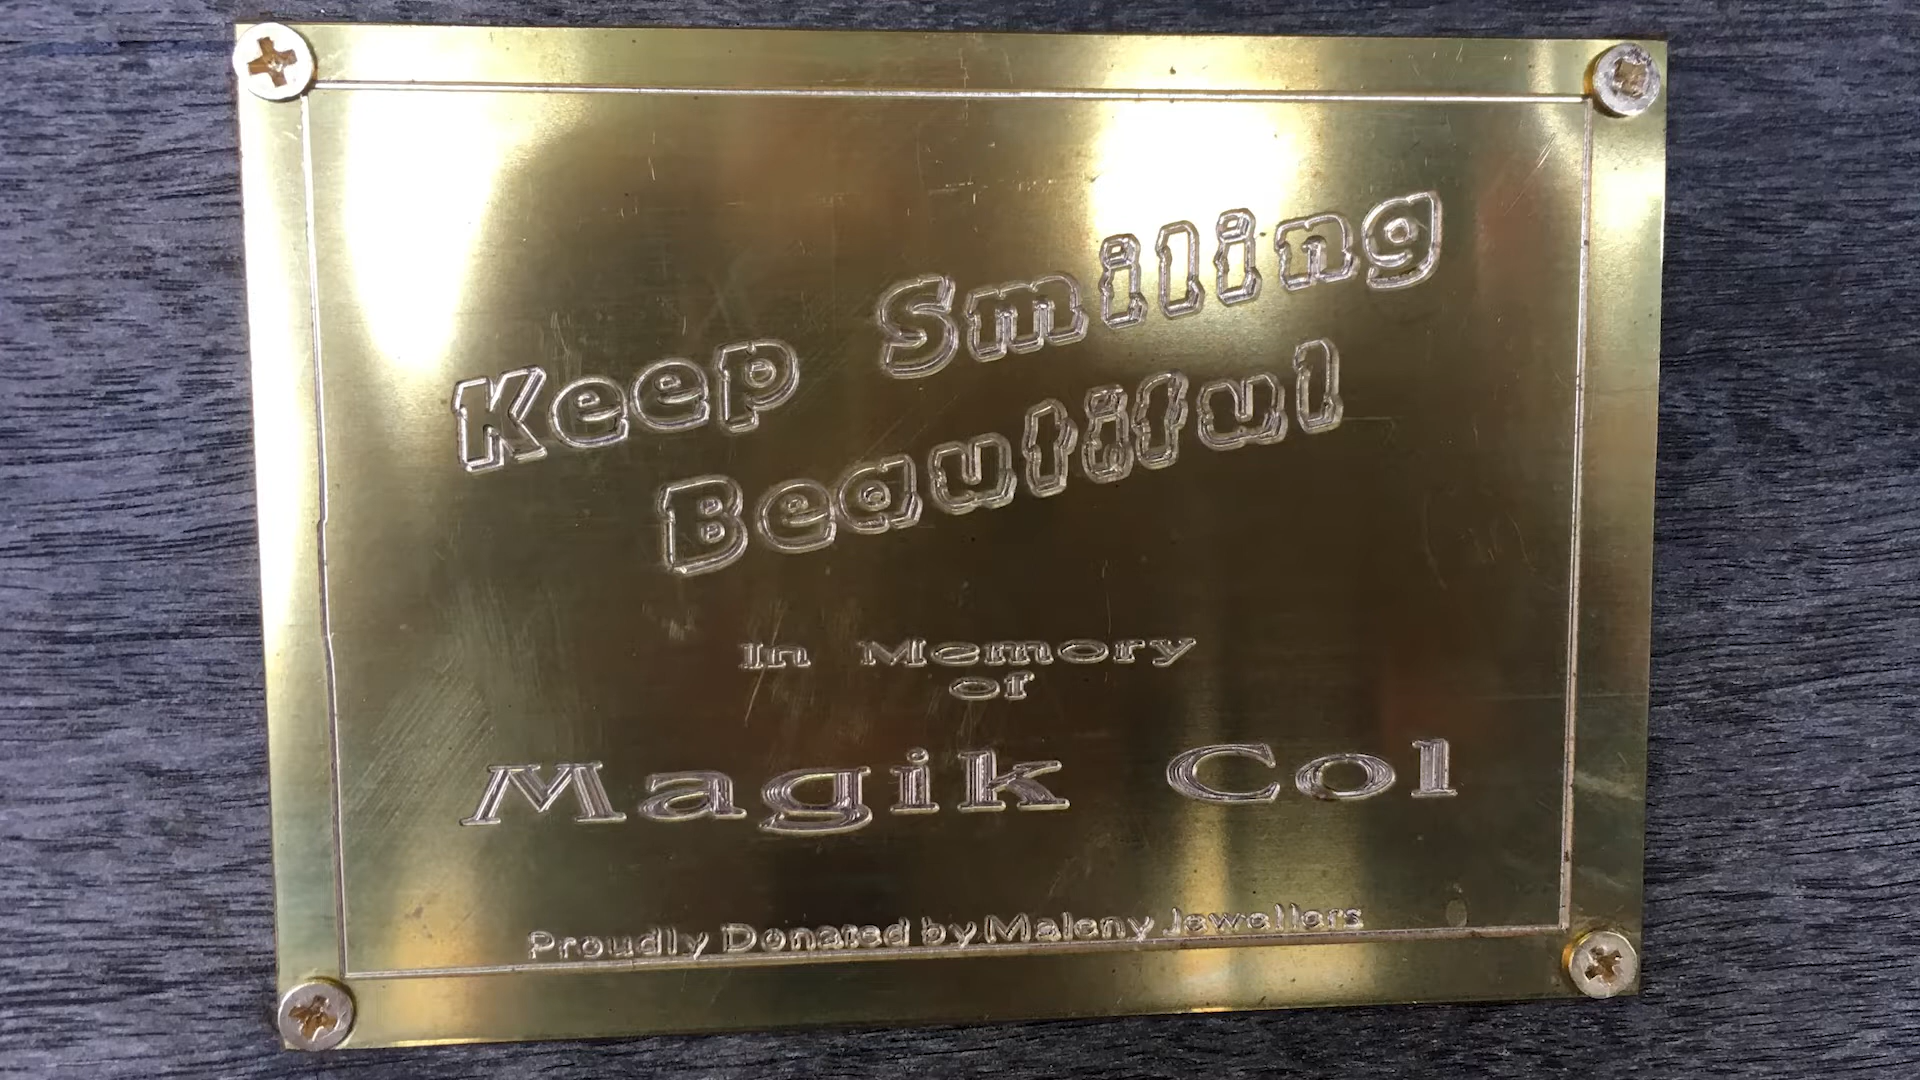 Keep Smiling
Beautiful
In Memory
of
Magik Col
Proudly Donated by Maleny Jewellers